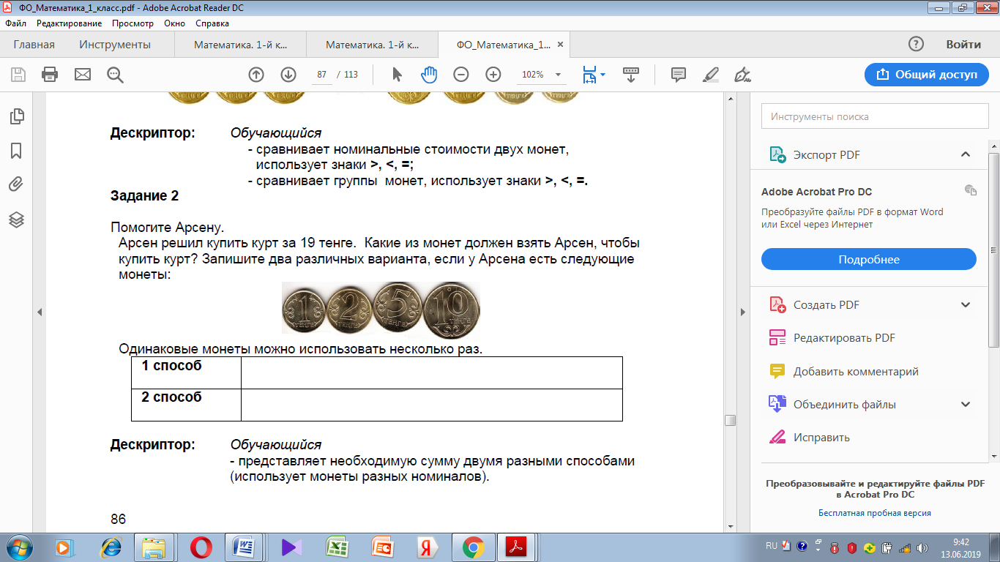 ФО_Математика_1_класс.pdf - Adobe Acrobat Reader DC
Файл Редактирование Просмотр Окно Справка
Главная Инструменты Математика. 1-й к... Математика. 1-й к... ФО_Математика_1... × Войти
87 / 113 102% Общий доступ
Дескриптор: Обучающийся
- сравнивает номинальные стоимости двух монет,
использует знаки >, <, =;
- сравнивает группы монет, использует знаки >, <, =.
Задание 2
Помогите Арсену.
Арсен решил купить курт за 19 тенге. Какие из монет должен взять Арсен, чтобы
купить курт? Запишите два различных варианта, если у Арсена есть следующие
монеты:
1 2 5 10
ТЕҢГЕ ТЕҢГЕ ТЕҢГЕ ТЕҢГЕ
Одинаковые монеты можно использовать несколько раз.
1 способ
2 способ
Дескриптор: Обучающийся
- представляет необходимую сумму двумя разными способами
(использует монеты разных номиналов).
86
Инструменты поиска
Экспорт PDF
Adobe Acrobat Pro DC
Преобразуйте файлы PDF в формат Word
или Excel через Интернет
Подробнее
Создать PDF
Редактировать PDF
Добавить комментарий
Объединить файлы
Исправить
Преобразовывайте и редактируйте файлы PDF
в Acrobat Pro DC
Бесплатная пробная версия
RU
9:42
13.06.2019